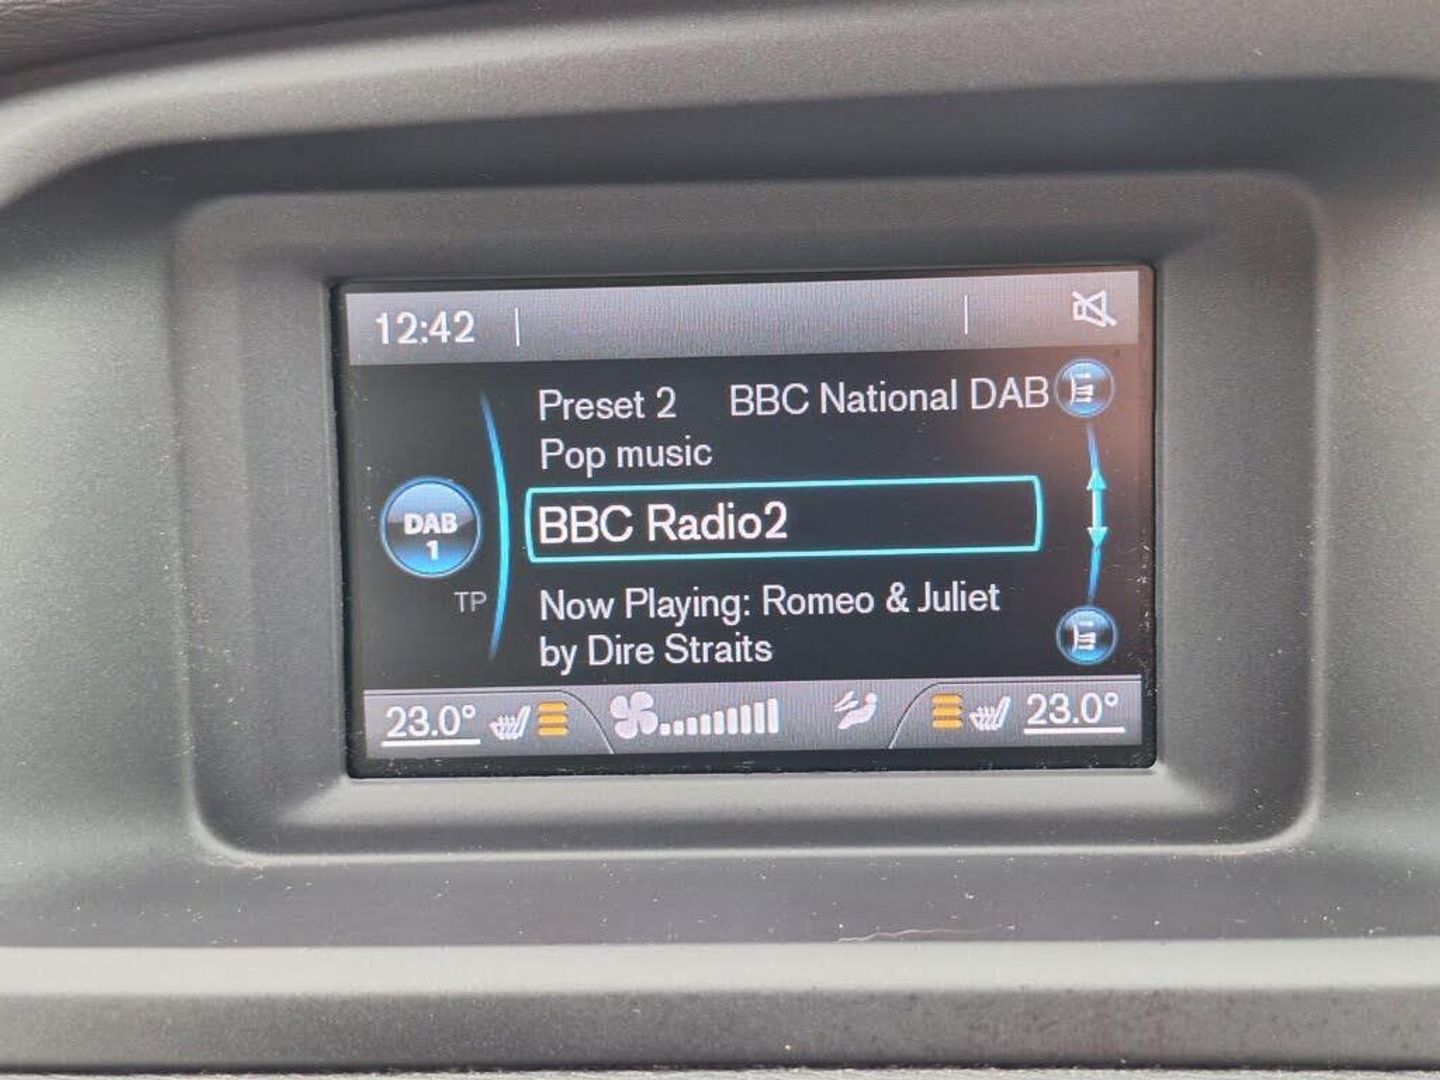 12:42
Preset 2 BBC National DAB
Pop music
DAB
1
BBC Radio2
TP
Now Playing: Romeo & Juliet
by Dire Straits
23.0° 23.0°